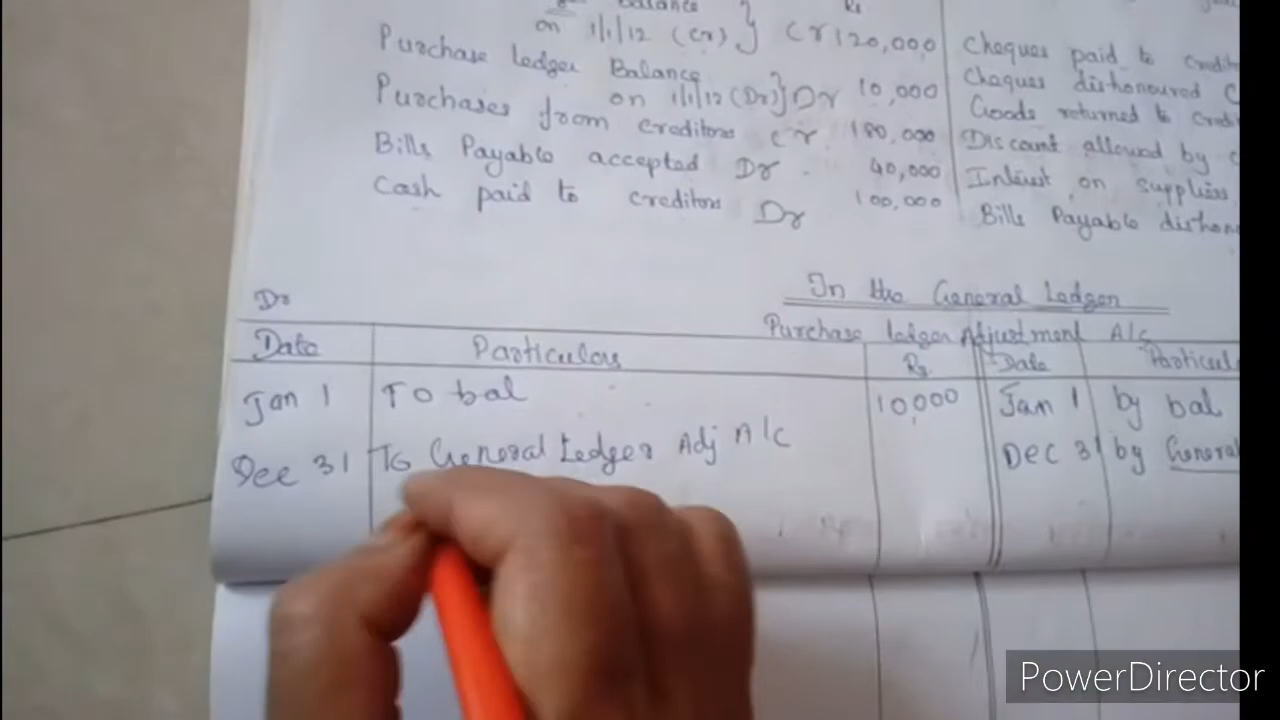 Balance Rs
on 1/1/12 (Cr) } Cr 120,000
Purchase ledger Balance
on 1/1/12 (Dr) } Dr 10,000
Purchases from creditors Cr 180,000
Bills Payable accepted Dr 40,000
Cash paid to creditors Dr 100,000
Cheques paid to
Cheques dishonoured
Goods returned to
Discount allowed by
Interest on supplies
Bills Payable
In the General Ledger
Dr
Purchase ledger Adjustment A/c
Date Particulars Rs. Date
Jan 1 To bal 10,000 Jan 1 by bal
Dec 31 To General Ledger Adj A/C Dec 31 by General
PowerDirector